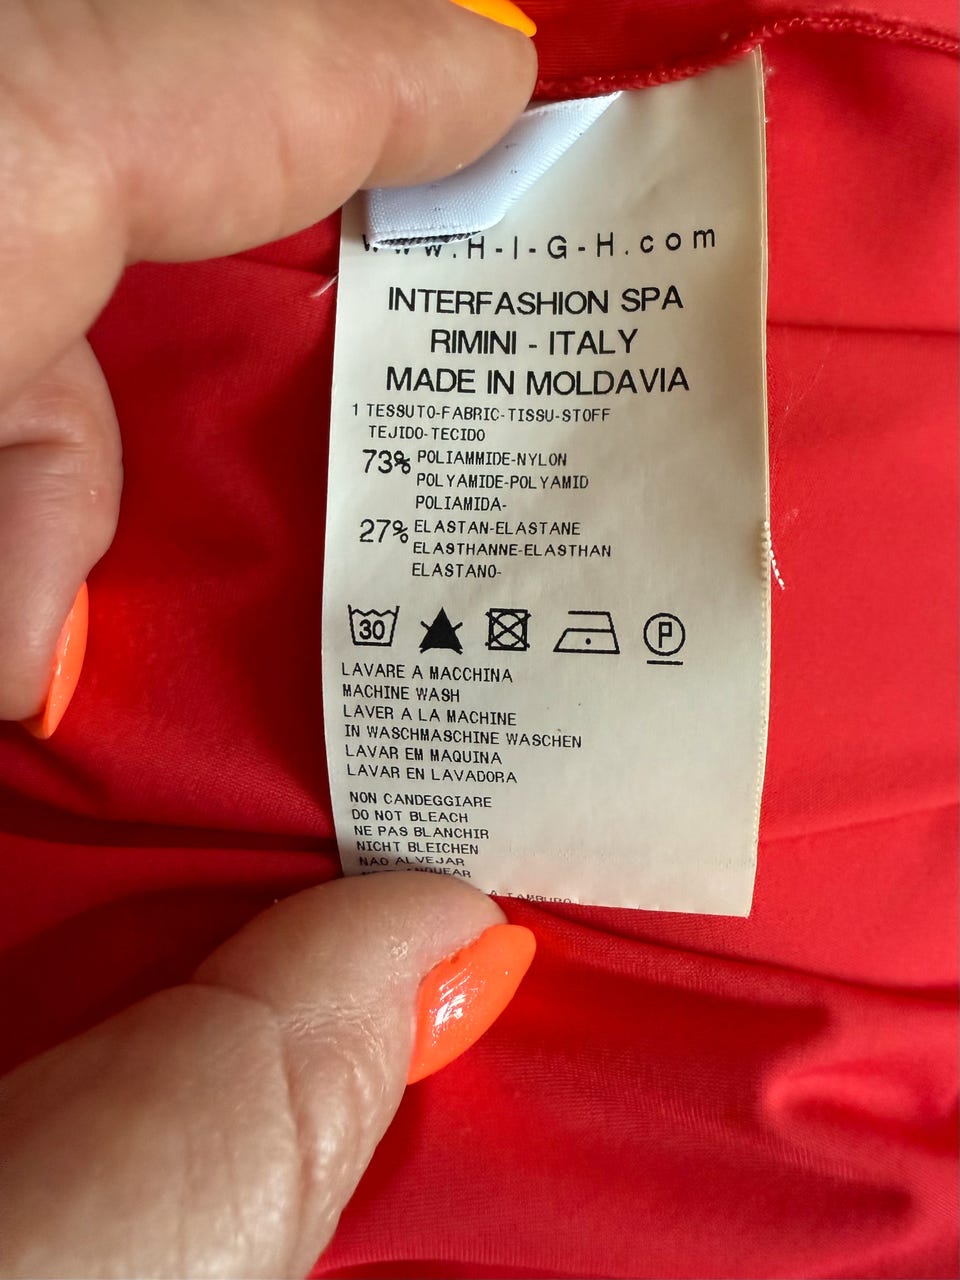 www.H-I-G-H.com
INTERFASHION SPA
RIMINI - ITALY
MADE IN MOLDAVIA
1 TESSUTO-FABRIC-TISSU-STOFF
TEJIDO-TECIDO
73% POLIAMMIDE-NYLON
POLYAMIDE-POLYAMID
POLIAMIDA-
27% ELASTAN-ELASTANE
ELASTHANNE-ELASTHAN
ELASTANO-
30 P
LAVARE A MACCHINA
MACHINE WASH
LAVER A LA MACHINE
IN WASCHMASCHINE WASCHEN
LAVAR EM MAQUINA
LAVAR EN LAVADORA
NON CANDEGGIARE
DO NOT BLEACH
NE PAS BLANCHIR
NICHT BLEICHEN
NAO ALVEJAR
A TAMBURO